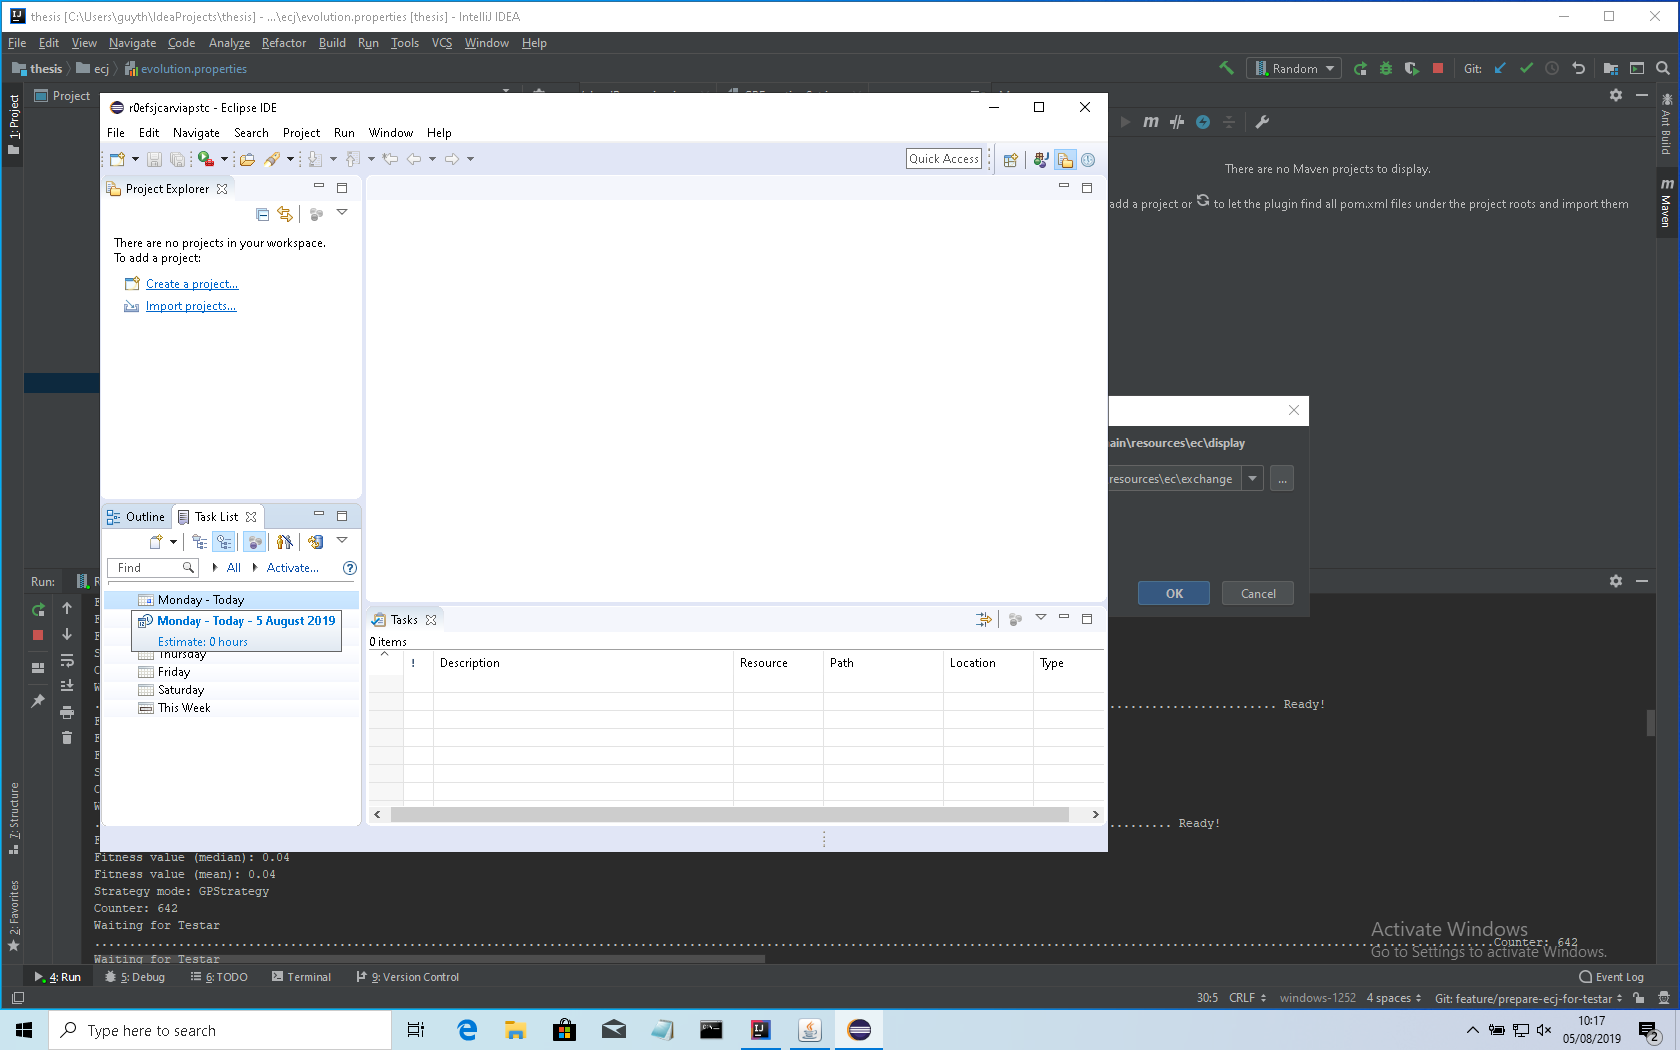 thesis [C:\Users\guyth\IdeaProjects\thesis] - ...\ecj\evolution.properties [thesis] - IntelliJ IDEA
File Edit View Navigate Code Analyze Refactor Build Run Tools VCS Window Help
thesis ecj evolution.properties
Random Git:
1: Project
Project
r0efsjcarviapstc - Eclipse IDE
File Edit Navigate Search Project Run Window Help
Quick Access
Project Explorer
There are no projects in your workspace.
To add a project:
Create a project...
Import projects...
Outline Task List
Find All Activate...
Monday - Today
Monday - Today - 5 August 2019
Estimate: 0 hours
Thursday
Friday
Saturday
This Week
Tasks
0 items
! Description Resource Path Location Type
Ant Build
Maven
There are no Maven projects to display.
add a project or to let the plugin find all pom.xml files under the project roots and import them
ain\resources\ec\display
resources\ec\exchange ...
OK Cancel
Run:
........................ Ready!
......... Ready!
Fitness value (median): 0.04
Fitness value (mean): 0.04
Strategy mode: GPStrategy
Counter: 642
Waiting for Testar
Counter: 642
Waiting for Testar
Activate Windows
Go to Settings to activate Windows.
7: Structure
2: Favorites
4: Run 5: Debug 6: TODO Terminal 9: Version Control Event Log
30:5 CRLF windows-1252 4 spaces Git: feature/prepare-ecj-for-testar
Type here to search
10:17
05/08/2019
2